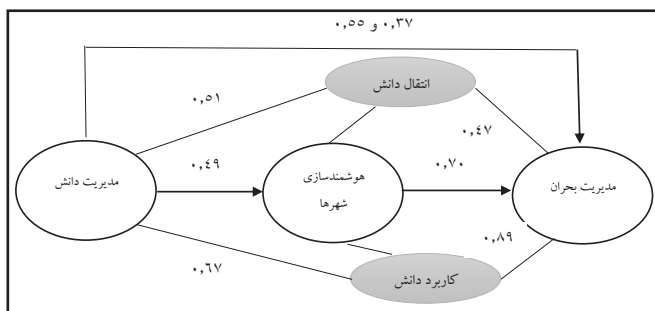 ۰,۵۵ و ۰,۳۷
انتقال دانش
۰,۵۱
۰,۴۷
مدیریت دانش
۰,۴۹
هوشمندسازی
شهرها
۰,۷۰
مدیریت بحران
۰,۶۷
کاربرد دانش
۰,۸۹